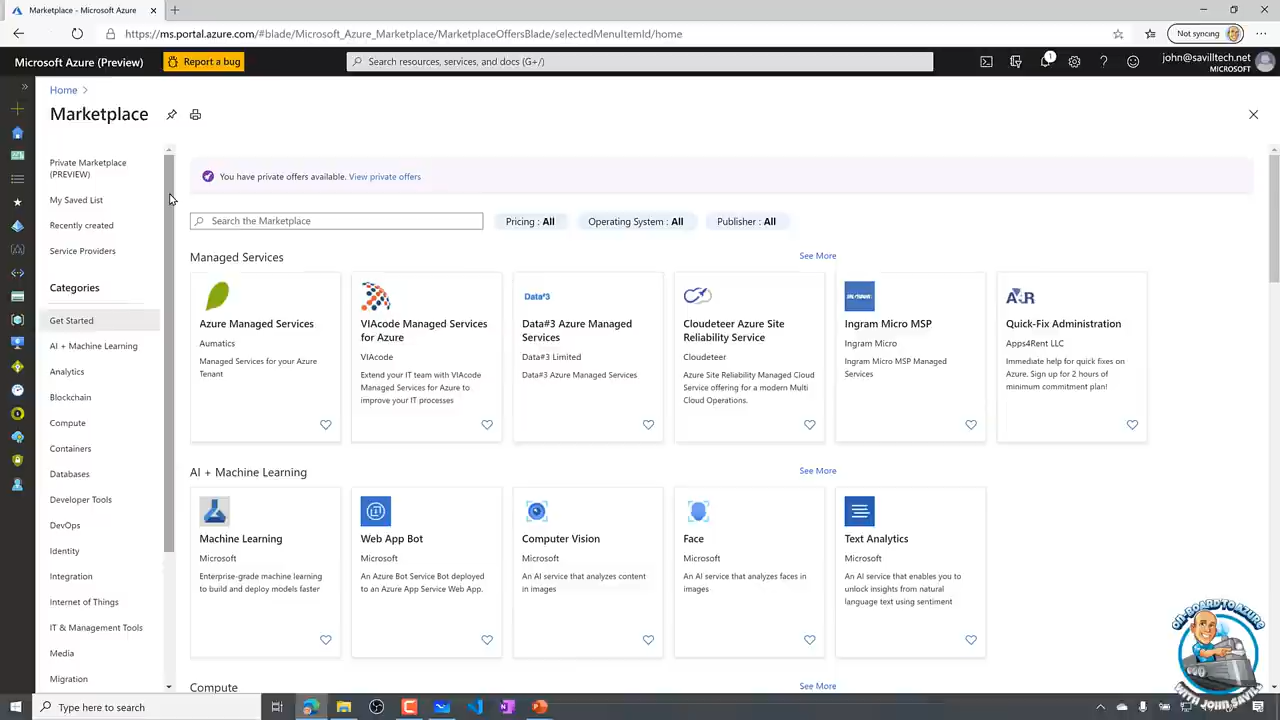 Marketplace - Microsoft Azure
https://ms.portal.azure.com/#blade/Microsoft_Azure_Marketplace/MarketplaceOffersBlade/selectedMenuItemId/home
Not syncing
Microsoft Azure (Preview)
Report a bug
Search resources, services, and docs (G+/)
1
john@savilltech.net
MICROSOFT
Home
Marketplace
Private Marketplace
(PREVIEW)
My Saved List
Recently created
Service Providers
Categories
Get Started
AI + Machine Learning
Analytics
Blockchain
Compute
Containers
Databases
Developer Tools
DevOps
Identity
Integration
Internet of Things
IT & Management Tools
Media
Migration
You have private offers available. View private offers
Search the Marketplace
Pricing : All
Operating System : All
Publisher : All
Managed Services
See More
Azure Managed Services
Aumatics
Managed Services for your Azure
Tenant
VIAcode Managed Services
for Azure
VIAcode
Extend your IT team with VIAcode
Managed Services for Azure to
improve your IT processes
Data#3
Data#3 Azure Managed
Services
Data#3 Limited
Data#3 Azure Managed Services
Cloudeteer Azure Site
Reliability Service
Cloudeteer
Azure Site Reliability Managed Cloud
Service offering for a modern Multi
Cloud Operations.
Ingram Micro MSP
Ingram Micro
Ingram Micro MSP Managed
Services
Quick-Fix Administration
Apps4Rent LLC
Immediate help for quick fixes on
Azure. Sign up for 2 hours of
minimum commitment plan!
AI + Machine Learning
See More
Machine Learning
Microsoft
Enterprise-grade machine learning
to build and deploy models faster
Web App Bot
Microsoft
An Azure Bot Service Bot deployed
to an Azure App Service Web App.
Computer Vision
Microsoft
An AI service that analyzes content
in images
Face
Microsoft
An AI service that analyzes faces in
images
Text Analytics
Microsoft
An AI service that enables you to
unlock insights from natural
language text using sentiment
Compute
See More
ON-BOARD TO AZURE
Type here to search